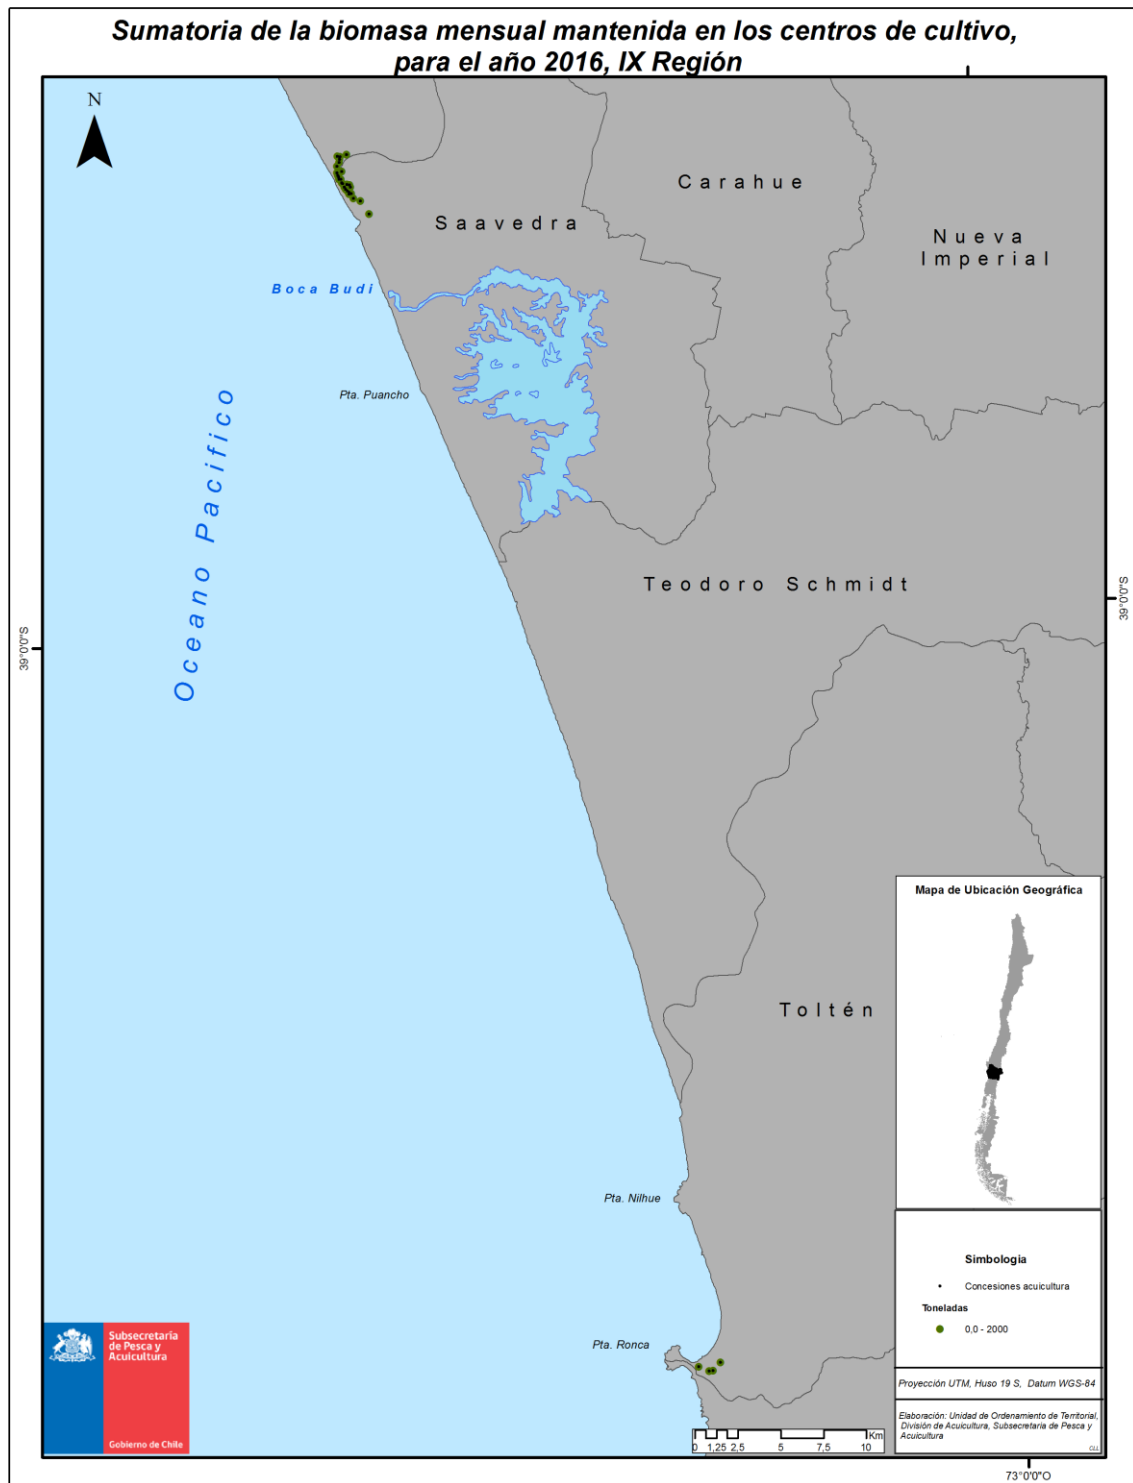 Sumatoria de la biomasa mensual mantenida en los centros de cultivo,
para el año 2016, IX Región
N
Carahue
Saavedra
Nueva
Imperial
Boca Budi
Pta. Puancho
Oceano Pacifico
Teodoro Schmidt
39°0'0"S
39°0'0"S
Mapa de Ubicación Geográfica
Toltén
Pta. Nilhue
Simbologia
Concesiones acuicultura
Toneladas
0,0 - 2000
Pta. Ronca
Subsecretaría
de Pesca y
Acuicultura
Gobierno de Chile
Proyección UTM, Huso 19 S, Datum WGS-84
Elaboración: Unidad de Ordenamiento de Territorial,
División de Acuicultura, Subsecretaria de Pesca y
Acuicultura
Km
0 1,25 2,5 5 7,5 10
73°0'0"O